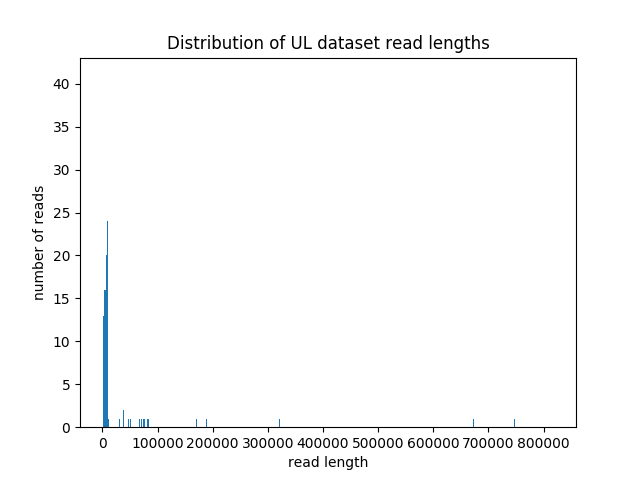 Distribution of UL dataset read lengths
number of reads
40
35
30
25
20
15
10
5
0
0 100000 200000 300000 400000 500000 600000 700000 800000
read length